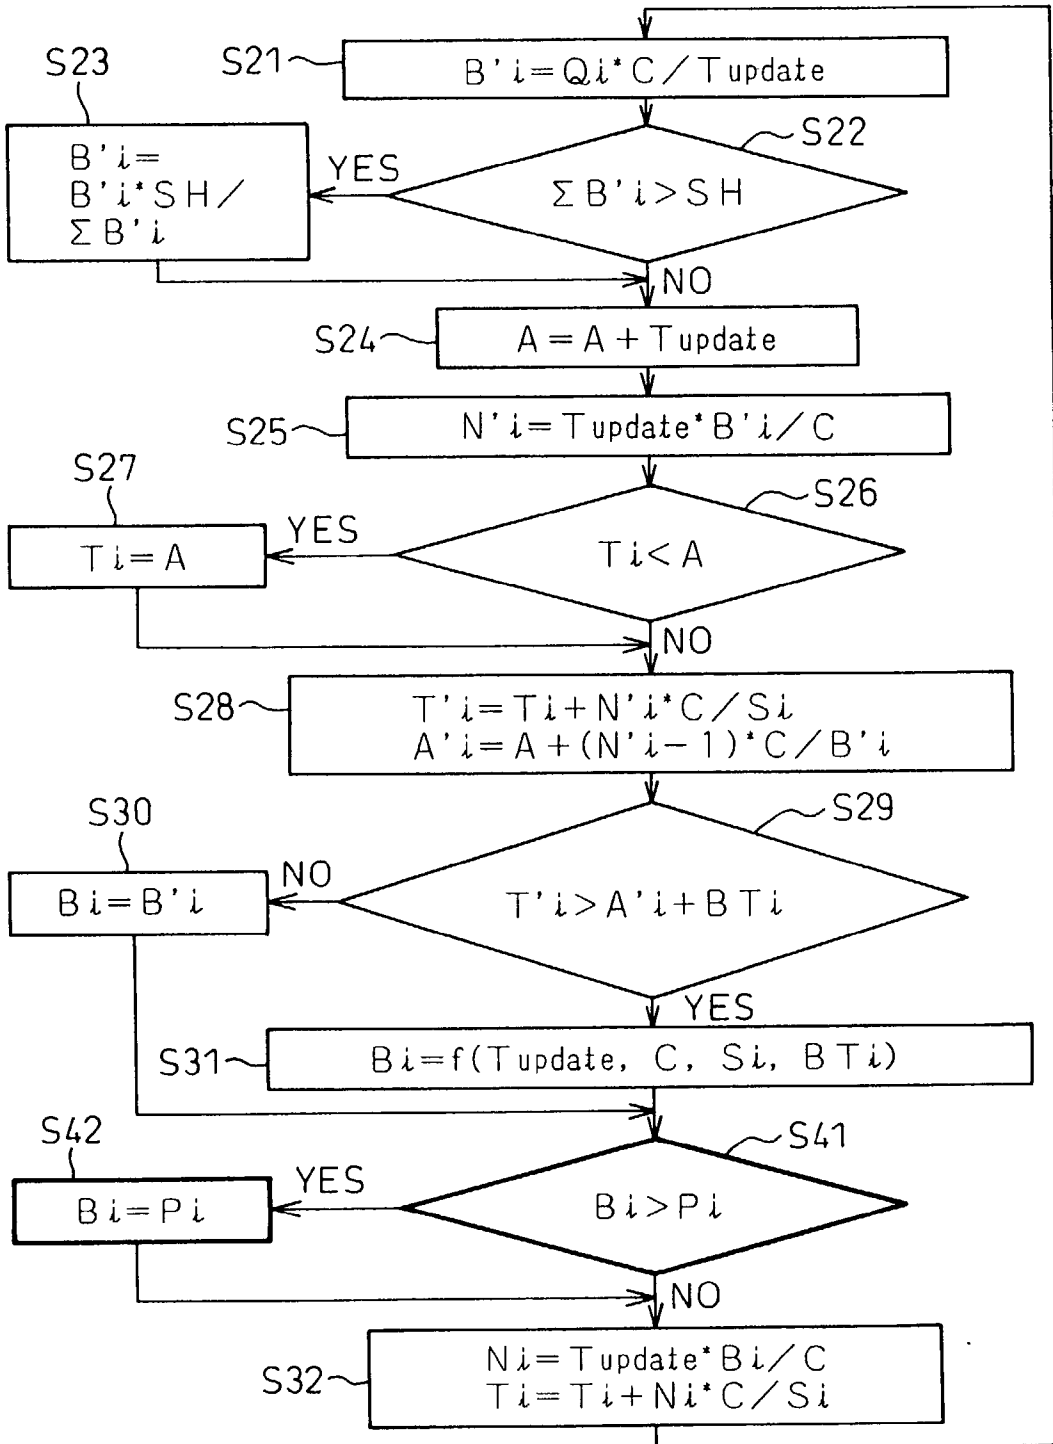 S21
B'i=Qi*C/Tupdate
S22
ΣB'i>SH
YES
S23
B'i=
B'i*SH/
ΣB'i
NO
S24
A=A+Tupdate
S25
N'i=Tupdate*B'i/C
S26
Ti<A
YES
S27
Ti=A
NO
S28
T'i=Ti+N'i*C/Si
A'i=A+(N'i-1)*C/B'i
S29
T'i>A'i+BTi
NO
S30
Bi=B'i
YES
S31
Bi=f(Tupdate, C, Si, BTi)
S41
Bi>Pi
YES
S42
Bi=Pi
NO
S32
Ni=Tupdate*Bi/C
Ti=Ti+Ni*C/Si